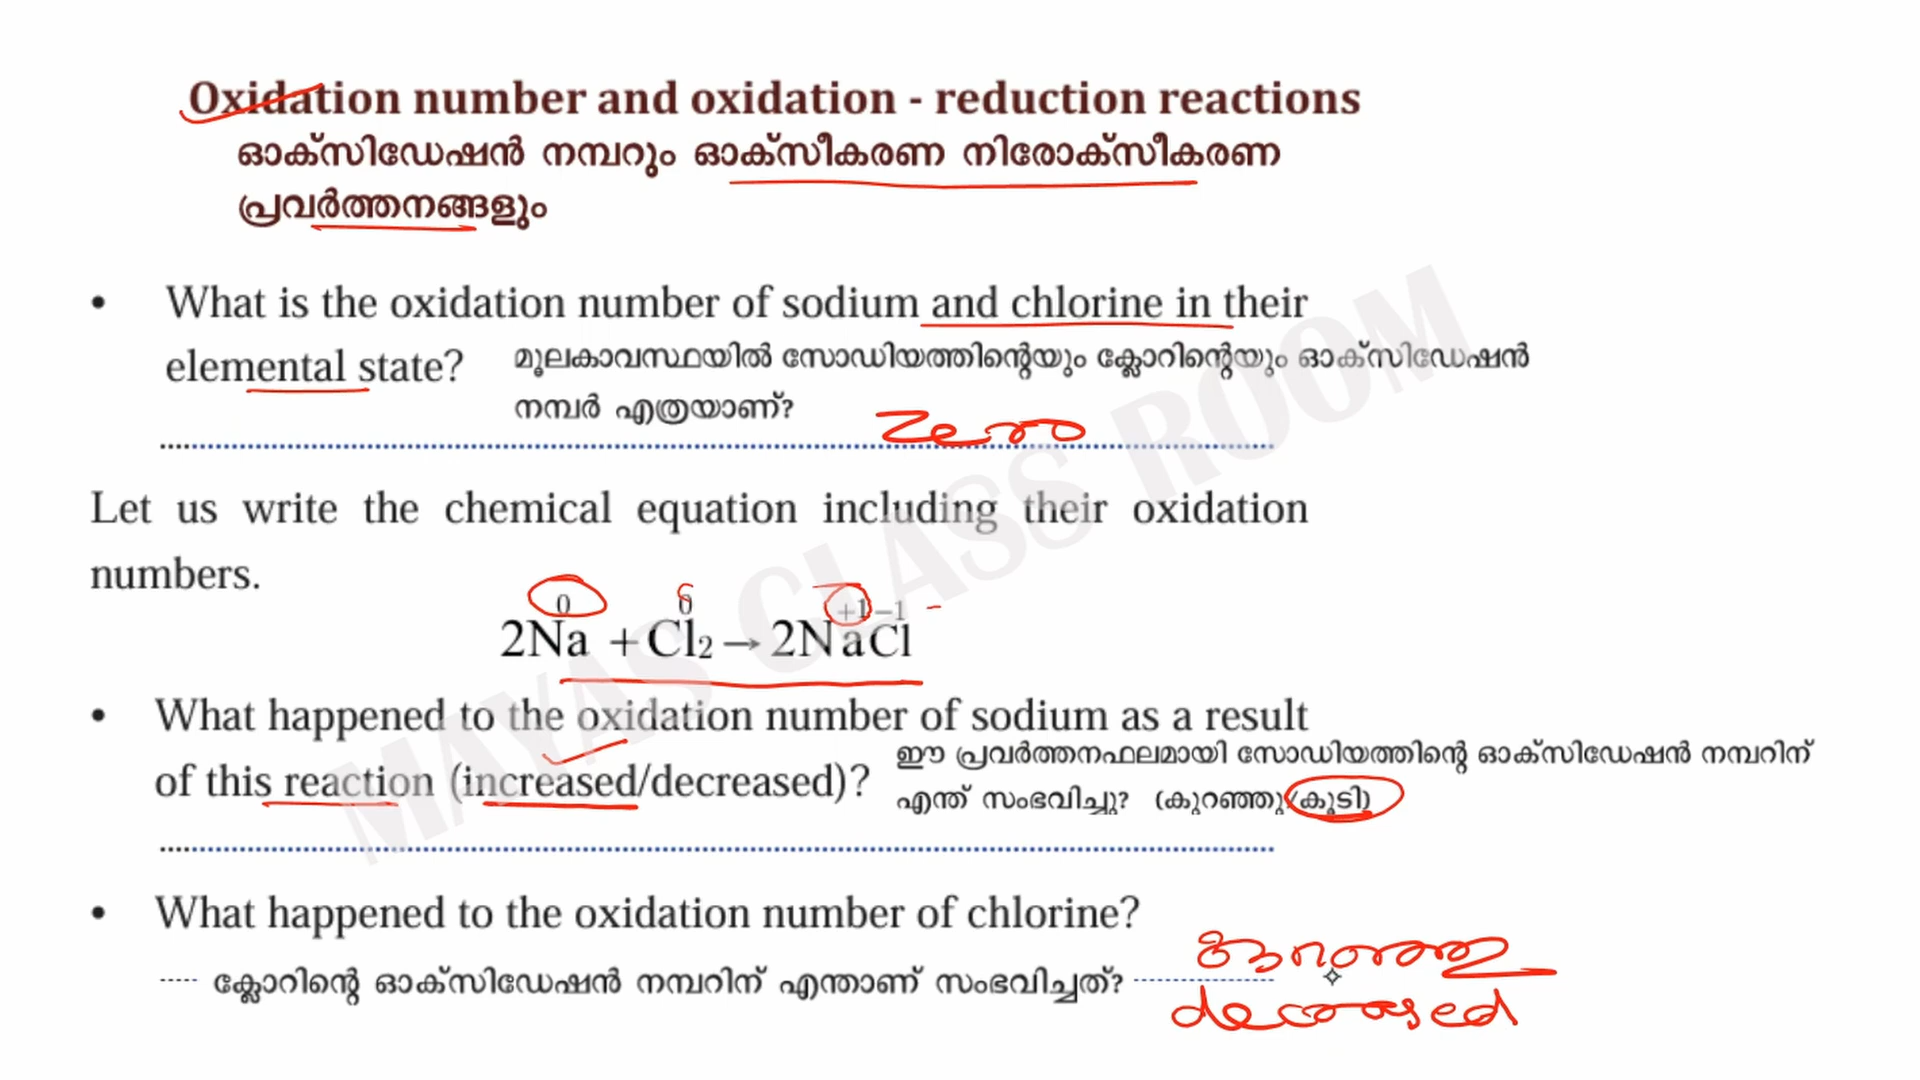 Oxidation number and oxidation - reduction reactions
ഓക്സിഡേഷൻ നമ്പറും ഓക്സീകരണ നിരോക്സീകരണ
പ്രവർത്തനങ്ങളും
• What is the oxidation number of sodium and chlorine in their
elemental state? മൂലകാവസ്ഥയിൽ സോഡിയത്തിന്റെയും ക്ലോറിന്റെയും ഓക്സിഡേഷൻ
നമ്പർ എത്രയാണ്?
zero
Let us write the chemical equation including their oxidation
numbers.
0 0 +1 −1
2Na + Cl₂ → 2NaCl
• What happened to the oxidation number of sodium as a result
of this reaction (increased/decreased)? ഈ പ്രവർത്തനഫലമായി സോഡിയത്തിന്റെ ഓക്സിഡേഷൻ നമ്പറിന്
എന്ത് സംഭവിച്ചു? (കുറഞ്ഞു/കൂടി)
• What happened to the oxidation number of chlorine?
കുറഞ്ഞു
ക്ലോറിന്റെ ഓക്സിഡേഷൻ നമ്പറിന് എന്താണ് സംഭവിച്ചത്?
decreased
MAYAS CLASS ROOM